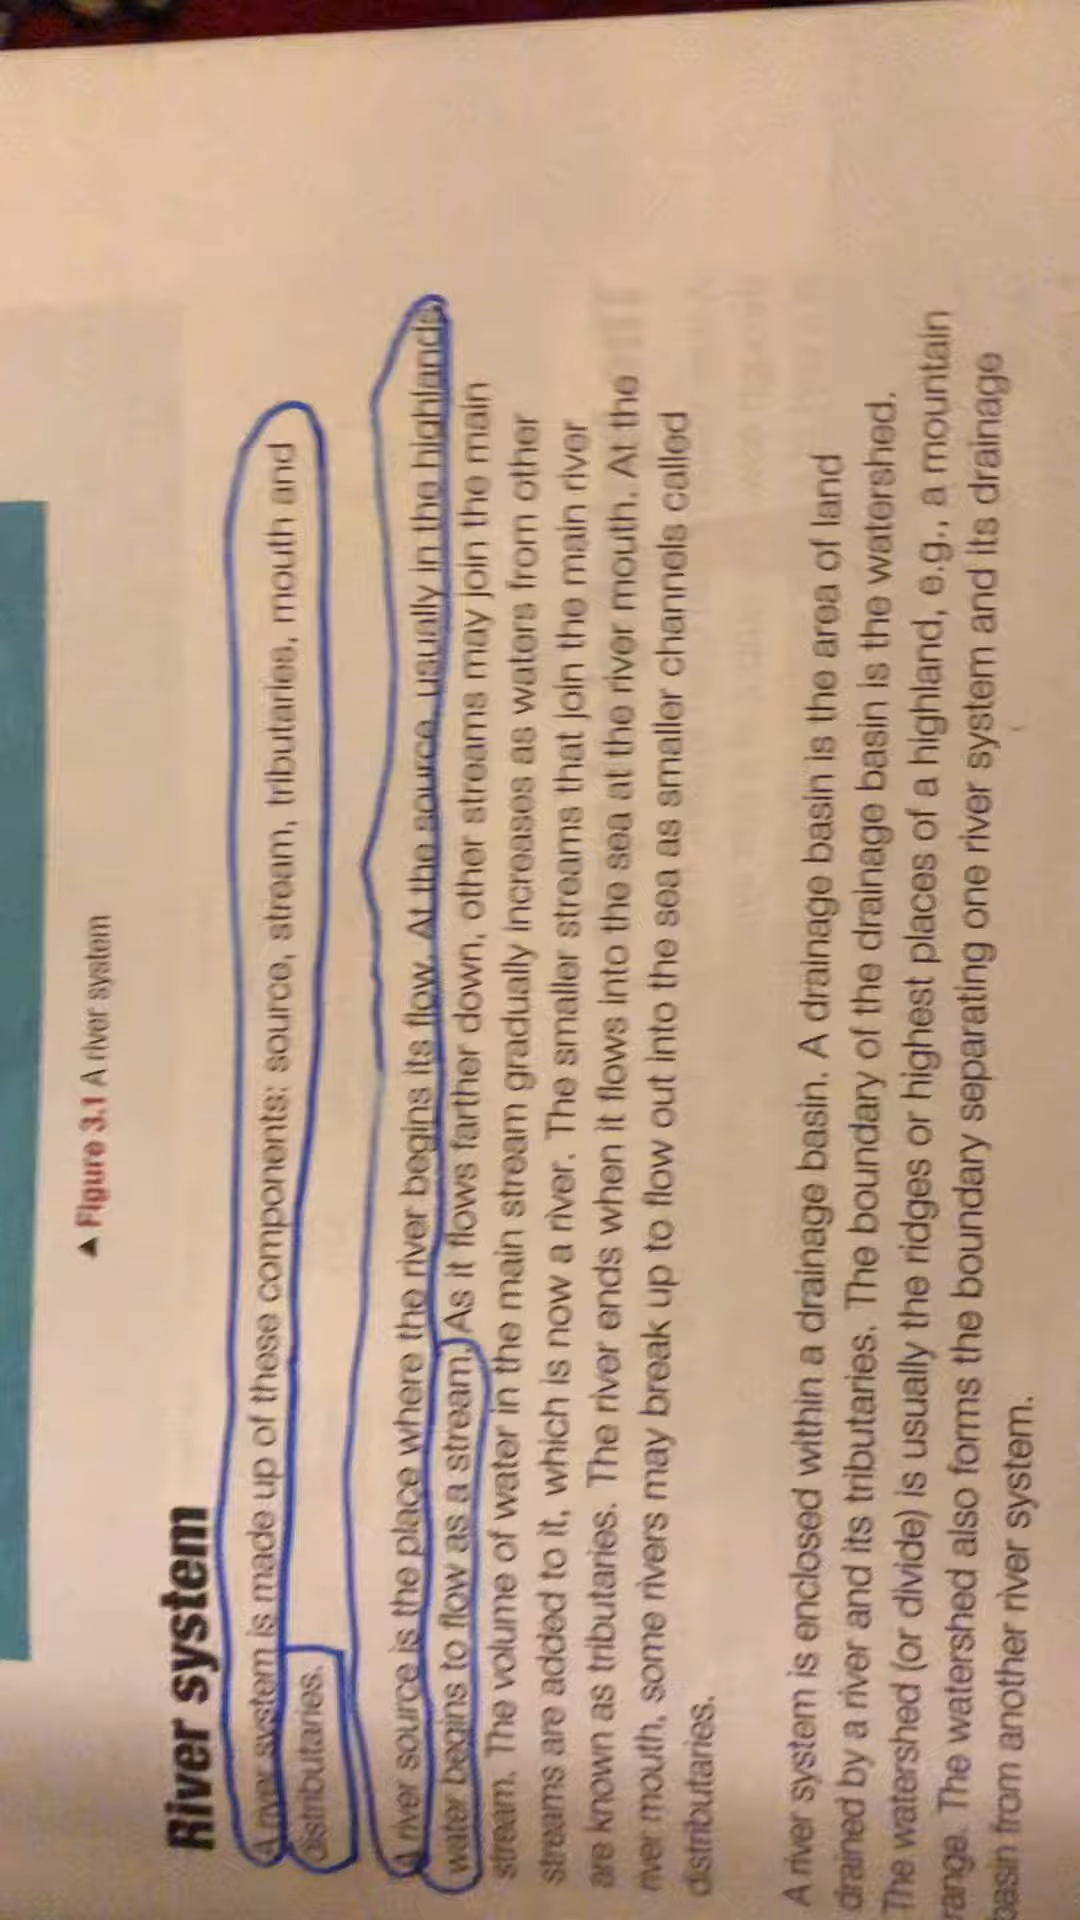 ▲ Figure 3.1 A river system
River system
A river system is made up of these components: source, stream, tributaries, mouth and
distributaries.
A river source is the place where the river begins its flow. At the source, usually in the highlands,
water begins to flow as a stream. As it flows farther down, other streams may join the main
stream. The volume of water in the main stream gradually increases as waters from other
streams are added to it, which is now a river. The smaller streams that join the main river
are known as tributaries. The river ends when it flows into the sea at the river mouth. At the
river mouth, some rivers may break up to flow out into the sea as smaller channels called
distributaries.
A river system is enclosed within a drainage basin. A drainage basin is the area of land
drained by a river and its tributaries. The boundary of the drainage basin is the watershed.
The watershed (or divide) is usually the ridges or highest places of a highland, e.g., a mountain
range. The watershed also forms the boundary separating one river system and its drainage
basin from another river system.